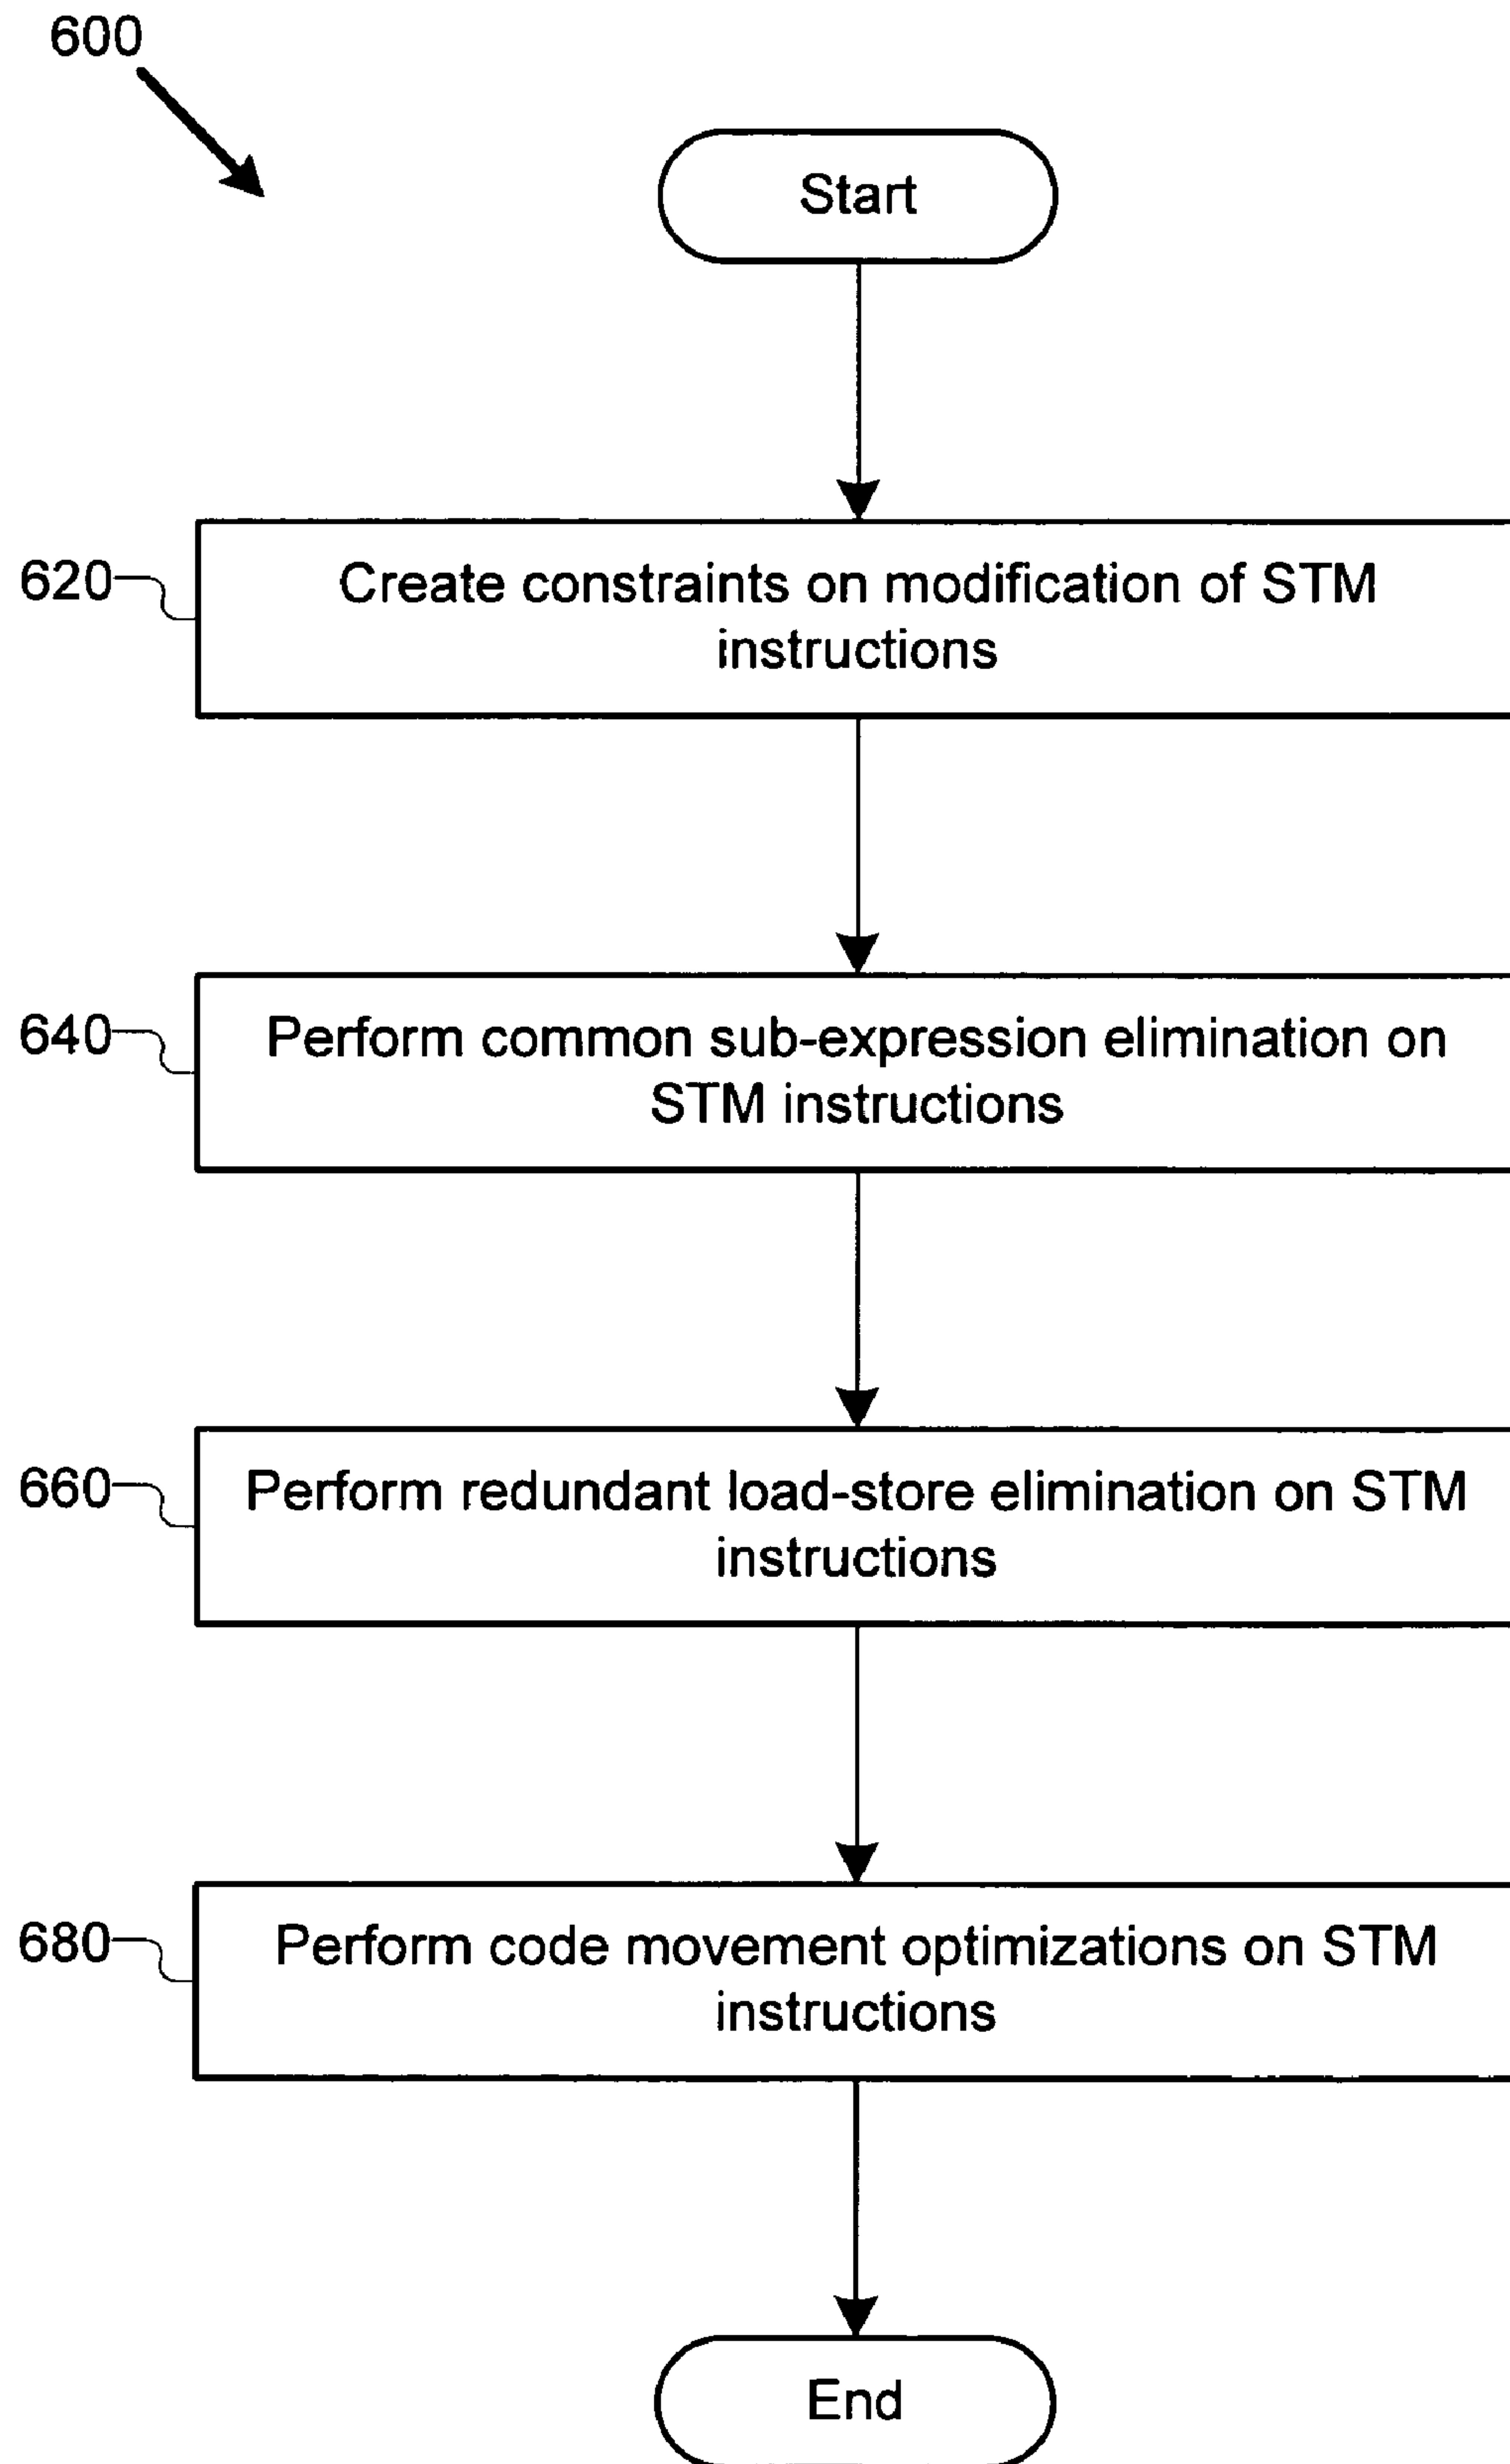 600
Start
620
Create constraints on modification of STM
instructions
640
Perform common sub-expression elimination on
STM instructions
660
Perform redundant load-store elimination on STM
instructions
680
Perform code movement optimizations on STM
instructions
End